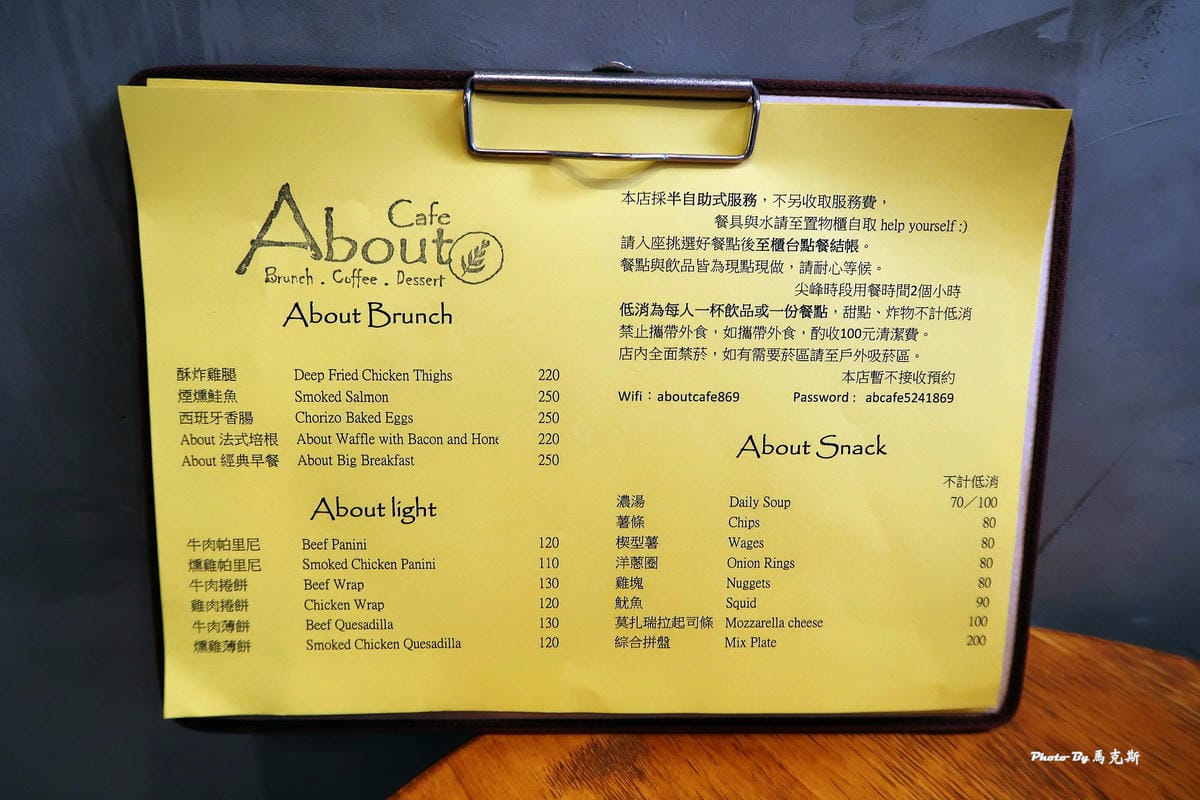 Cafe
About
Brunch . Coffee . Dessert
About Brunch
酥炸雞腿 Deep Fried Chicken Thighs 220
煙燻鮭魚 Smoked Salmon 250
西班牙香腸 Chorizo Baked Eggs 250
About 法式培根 About Waffle with Bacon and Hone 220
About 經典早餐 About Big Breakfast 250
About light
牛肉帕里尼 Beef Panini 120
燻雞帕里尼 Smoked Chicken Panini 110
牛肉捲餅 Beef Wrap 130
雞肉捲餅 Chicken Wrap 120
牛肉薄餅 Beef Quesadilla 130
燻雞薄餅 Smoked Chicken Quesadilla 120
本店採半自助式服務，不另收取服務費，
餐具與水請至置物櫃自取 help yourself :)
請入座挑選好餐點後至櫃台點餐結帳。
餐點與飲品皆為現點現做，請耐心等候。
尖峰時段用餐時間2個小時
低消為每人一杯飲品或一份餐點，甜點、炸物不計低消
禁止攜帶外食，如攜帶外食，酌收100元清潔費。
店內全面禁菸，如有需要菸區請至戶外吸菸區。
本店暫不接收預約
Wifi：aboutcafe869 Password : abcafe5241869
About Snack
不計低消
濃湯 Daily Soup 70／100
薯條 Chips 80
楔型薯 Wages 80
洋蔥圈 Onion Rings 80
雞塊 Nuggets 80
魷魚 Squid 90
莫扎瑞拉起司條 Mozzarella cheese 100
綜合拼盤 Mix Plate 200
Photo By 馬克斯